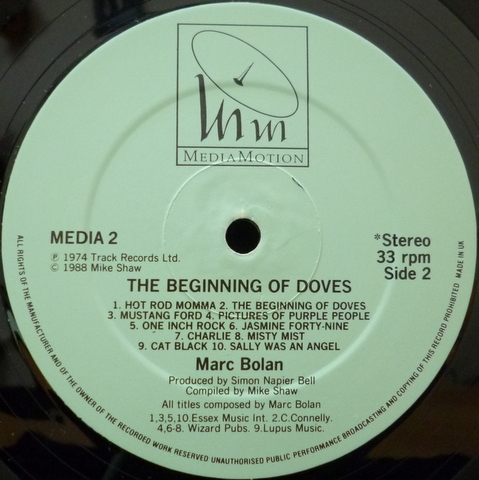 MEDIAMOTION
MEDIA 2
℗ 1974 Track Records Ltd.
© 1988 Mike Shaw
*Stereo
33 rpm
Side 2
THE BEGINNING OF DOVES
1. HOT ROD MOMMA 2. THE BEGINNING OF DOVES
3. MUSTANG FORD 4. PICTURES OF PURPLE PEOPLE
5. ONE INCH ROCK 6. JASMINE FORTY-NINE
7. CHARLIE 8. MISTY MIST
9. CAT BLACK 10. SALLY WAS AN ANGEL
Marc Bolan
Produced by Simon Napier Bell
Compiled by Mike Shaw
All titles composed by Marc Bolan
1,3,5,10.Essex Music Int. 2.C.Connelly.
4,6-8. Wizard Pubs. 9.Lupus Music.
ALL RIGHTS OF THE MANUFACTURER AND OF THE OWNER OF THE RECORDED WORK RESERVED UNAUTHORISED PUBLIC PERFORMANCE BROADCASTING AND COPYING OF THIS RECORD PROHIBITED MADE IN UK